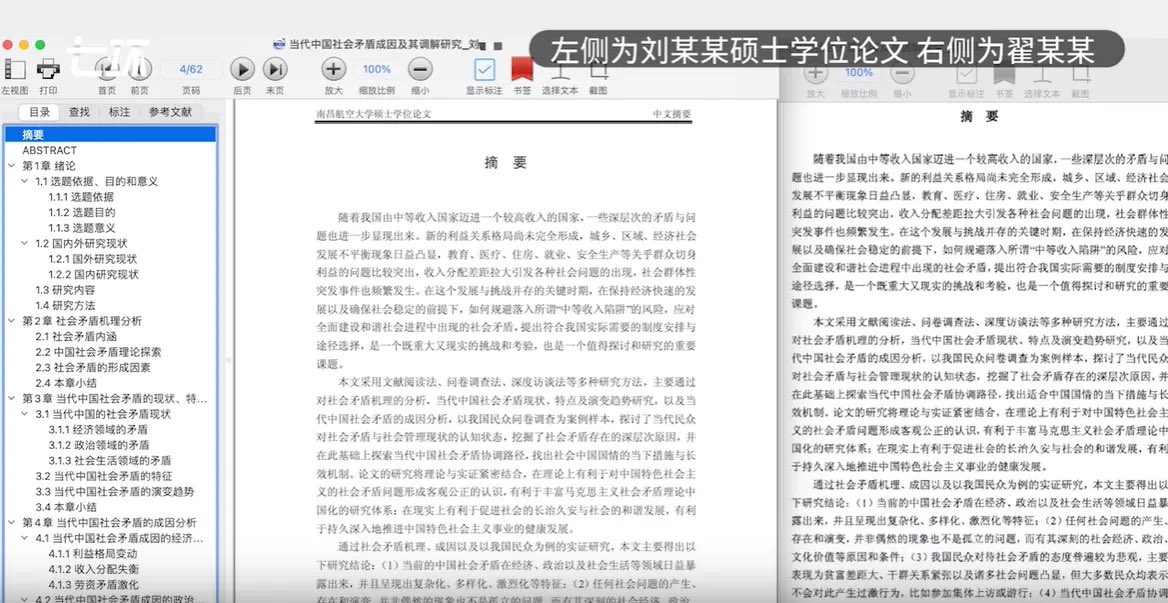 七环
左侧为刘某某硕士学位论文 右侧为翟某某
当代中国社会矛盾成因及其调解研究_刘
4/62
100%
左视图 打印 首页 前页 页码 后页 末页 放大 缩放比例 缩小 显示标注 书签 选择文本 截图
100%
放大 缩放比例 缩小 显示标注 书签 选择文本 截图
目录 查找 标注 参考文献
摘要
ABSTRACT
第1章 绪论
1.1 选题依据、目的和意义
1.1.1 选题依据
1.1.2 选题目的
1.1.3 选题意义
1.2 国内外研究现状
1.2.1 国外研究现状
1.2.2 国内研究现状
1.3 研究内容
1.4 研究方法
第2章 社会矛盾机理分析
2.1 社会矛盾内涵
2.2 中国社会矛盾理论探索
2.3 社会矛盾的形成因素
2.4 本章小结
第3章 当代中国社会矛盾的现状、特...
3.1 当代中国的社会矛盾现状
3.1.1 经济领域的矛盾
3.1.2 政治领域的矛盾
3.1.3 社会生活领域的矛盾
3.2 当代中国社会矛盾的特征
3.3 当代中国社会矛盾的演变趋势
3.4 本章小结
第4章 当代中国社会矛盾的成因分析
4.1 当代中国社会矛盾成因的经济...
4.1.1 利益格局变动
4.1.2 收入分配失衡
4.1.3 劳资矛盾激化
4.2 当代中国社会矛盾成因的政治
南昌航空大学硕士学位论文 中文摘要
摘 要
随着我国由中等收入国家迈进一个较高收入的国家，一些深层次的矛盾与问
题也进一步显现出来。新的利益关系格局尚未完全形成，城乡、区域、经济社会
发展不平衡现象日益凸显，教育、医疗、住房、就业、安全生产等关乎群众切身
利益的问题比较突出，收入分配差距拉大引发各种社会问题的出现，社会群体性
突发事件也频繁发生。在这个发展与挑战并存的关键时期，在保持经济快速的发
展以及确保社会稳定的前提下，如何规避落入所谓“中等收入陷阱”的风险，应对
全面建设和谐社会进程中出现的社会矛盾，提出符合我国实际需要的制度安排与
途径选择，是一个既重大又现实的挑战和考验，也是一个值得探讨和研究的重要
课题。
本文采用文献阅读法、问卷调查法、深度访谈法等多种研究方法，主要通过
对社会矛盾机理的分析，当代中国社会矛盾现状、特点及演变趋势研究，以及当
代中国社会矛盾的成因分析，以我国民众问卷调查为案例样本，探讨了当代民众
对社会矛盾与社会管理现状的认知状态，挖掘了社会矛盾存在的深层次原因，并
在此基础上探索当代中国社会矛盾协调路径，找出社会中国国情的当下措施与长
效机制。论文的研究将理论与实证紧密结合，在理论上有利于对中国特色社会主
义的社会矛盾问题形成客观公正的认识，有利于丰富马克思主义社会矛盾理论中
国化的研究体系；在现实上有利于促进社会的长治久安与社会的和谐发展，有利
于持久深入地推进中国特色社会主义事业的健康发展。
通过社会矛盾机理、成因以及以我国民众为例的实证研究，本文主要得出以
下研究结论：（1）当前的中国社会矛盾在经济、政治以及社会生活等领域日益暴
露出来，并且呈现出复杂化、多样化、激烈化等特征；（2）任何社会问题的产生、
存在和演变，并非偶然的现象也不是孤立的问题，而有其深刻的社会经济、政治、
摘 要
随着我国由中等收入国家迈进一个较高收入的国家，一些深层次的矛盾与问
题也进一步显现出来。新的利益关系格局尚未完全形成，城乡、区域、经济社会
发展不平衡现象日益凸显，教育、医疗、住房、就业、安全生产等关乎群众切身
利益的问题比较突出，收入分配差距拉大引发各种社会问题的出现，社会群体性
突发事件也频繁发生。在这个发展与挑战并存的关键时期，在保持经济快速的发
展以及确保社会稳定的前提下，如何规避落入所谓“中等收入陷阱”的风险，应对
全面建设和谐社会进程中出现的社会矛盾，提出符合我国实际需要的制度安排与
途径选择，是一个既重大又现实的挑战和考验，也是一个值得探讨和研究的重要
课题。
本文采用文献阅读法、问卷调查法、深度访谈法等多种研究方法，主要通过
对社会矛盾机理的分析，当代中国社会矛盾现状、特点及演变趋势研究，以及当
代中国社会矛盾的成因分析，以我国民众问卷调查为案例样本，探讨了当代民众
对社会矛盾与社会管理现状的认知状态，挖掘了社会矛盾存在的深层次原因，并
在此基础上探索当代中国社会矛盾协调路径，找出适合中国国情的当下措施与长
效机制。论文的研究将理论与实证紧密结合，在理论上有利于对中国特色社会主
义的社会矛盾问题形成客观公正的认识，有利于丰富马克思主义社会矛盾理论中
国化的研究体系；在现实上有利于促进社会的长治久安与社会的和谐发展，有利
于持久深入地推进中国特色社会主义事业的健康发展。
通过社会矛盾机理、成因以及以我国民众为例的实证研究，本文主要得出以
下研究结论：（1）当前的中国社会矛盾在经济、政治以及社会生活等领域日益暴
露出来，并且呈现出复杂化、多样化、激烈化等特征；（2）任何社会问题的产生、
存在和演变，并非偶然的现象也不是孤立的问题，而有其深刻的社会经济、政治、
文化价值等原因和条件；（3）我国民众对待社会矛盾的态度普遍较为悲观，主要
表现为贫富差距大、干群关系紧张以及诸多社会问题凸显，但大多数民众均表示
不会对此产生过激行为，比如参加集体上访或游行；（4）当代中国社会矛盾协调